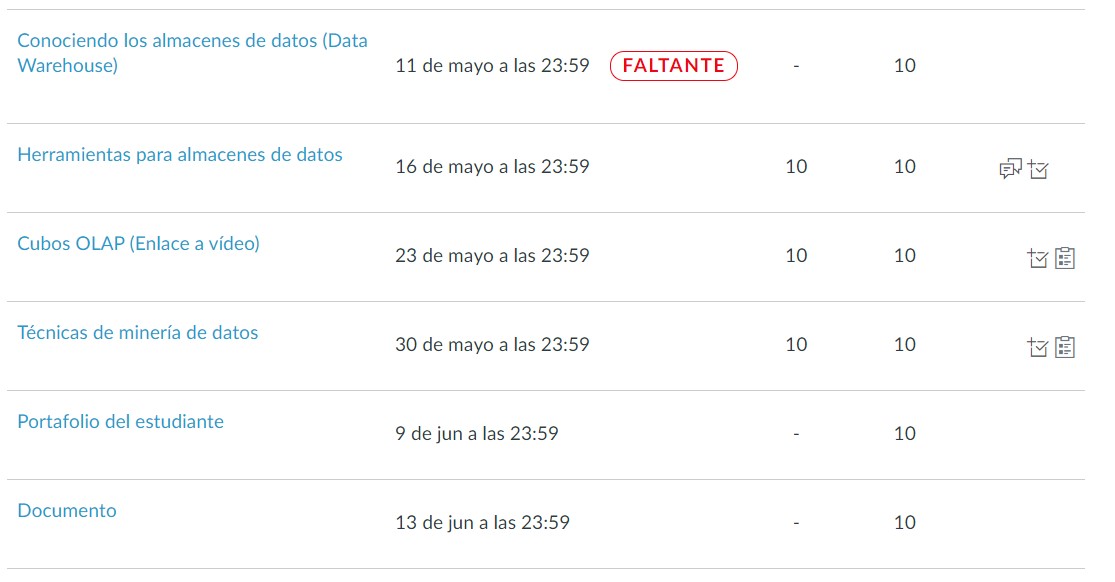 Conociendo los almacenes de datos (Data
Warehouse)
11 de mayo a las 23:59 FALTANTE - 10
Herramientas para almacenes de datos
16 de mayo a las 23:59 10 10
Cubos OLAP (Enlace a vídeo)
23 de mayo a las 23:59 10 10
Técnicas de minería de datos
30 de mayo a las 23:59 10 10
Portafolio del estudiante
9 de jun a las 23:59 - 10
Documento
13 de jun a las 23:59 - 10